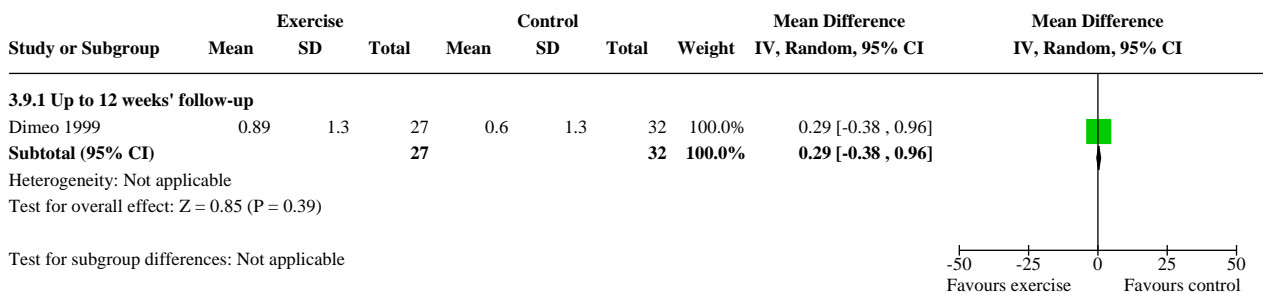 Exercise Control Mean Difference Mean Difference
Study or Subgroup Mean SD Total Mean SD Total Weight IV, Random, 95% CI IV, Random, 95% CI
3.9.1 Up to 12 weeks' follow-up
Dimeo 1999 0.89 1.3 27 0.6 1.3 32 100.0% 0.29 [-0.38 , 0.96]
Subtotal (95% CI) 27 32 100.0% 0.29 [-0.38 , 0.96]
Heterogeneity: Not applicable
Test for overall effect: Z = 0.85 (P = 0.39)
Test for subgroup differences: Not applicable
-50 -25 0 25 50
Favours exercise Favours control